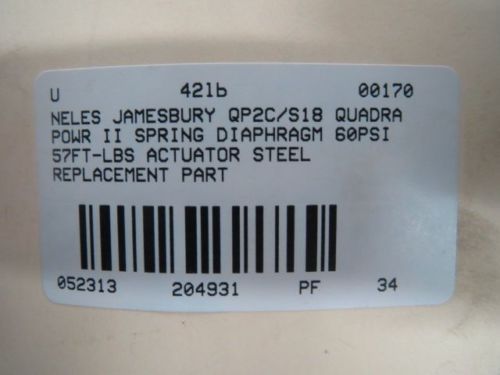 U 42lb 00170
NELES JAMESBURY QP2C/S18 QUADRA
POWR II SPRING DIAPHRAGM 60PSI
57FT-LBS ACTUATOR STEEL
REPLACEMENT PART
052313 204931 PF 34